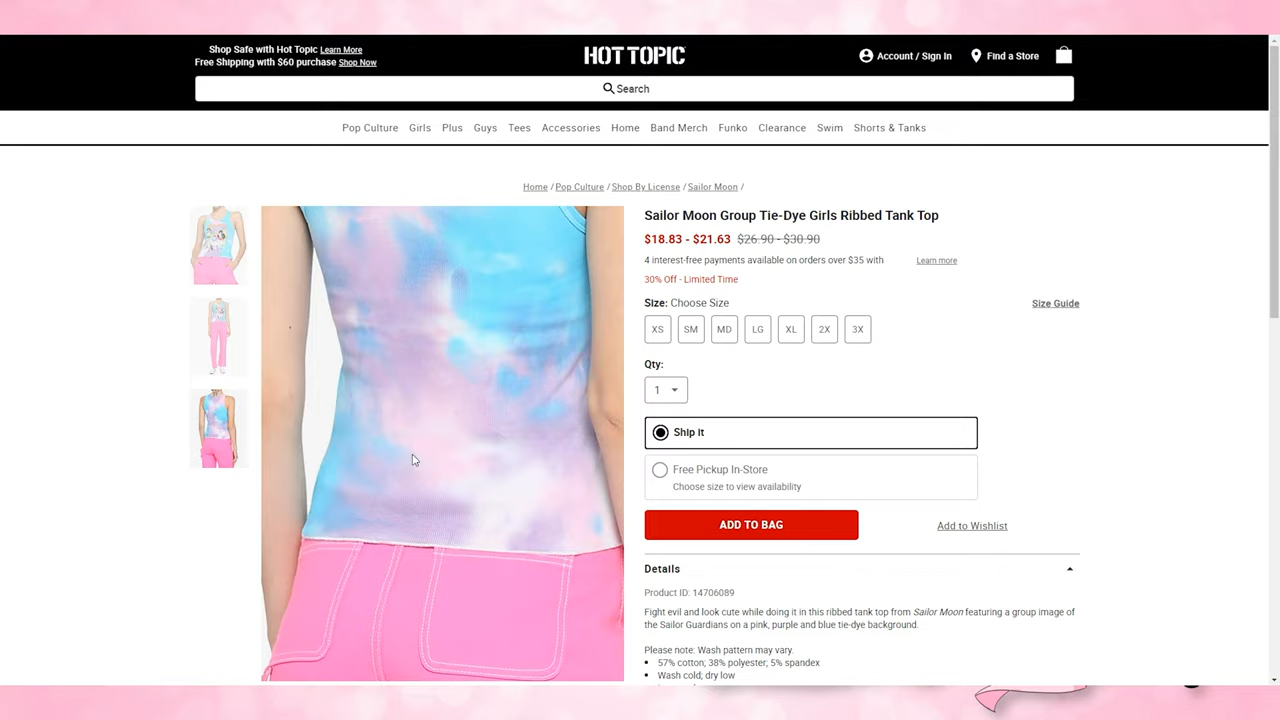 Shop Safe with Hot Topic Learn More
Free Shipping with $60 purchase Shop Now
HOT TOPIC
Account / Sign In
Find a Store
Search
Pop Culture Girls Plus Guys Tees Accessories Home Band Merch Funko Clearance Swim Shorts & Tanks
Home / Pop Culture / Shop By License / Sailor Moon /
Sailor Moon Group Tie-Dye Girls Ribbed Tank Top
$18.83 - $21.63 $26.90 - $30.90
4 interest-free payments available on orders over $35 with Learn more
30% Off - Limited Time
Size: Choose Size
Size Guide
XS SM MD LG XL 2X 3X
Qty:
1
Ship it
Free Pickup In-Store
Choose size to view availability
ADD TO BAG
Add to Wishlist
Details
Product ID: 14706089
Fight evil and look cute while doing it in this ribbed tank top from Sailor Moon featuring a group image of
the Sailor Guardians on a pink, purple and blue tie-dye background.
Please note: Wash pattern may vary.
57% cotton; 38% polyester; 5% spandex
Wash cold; dry low